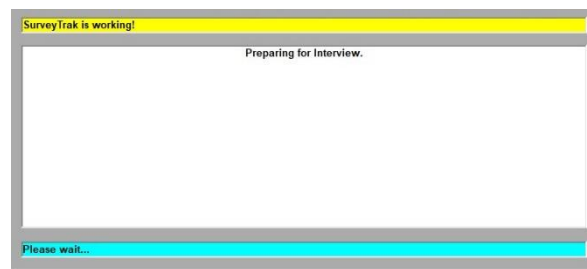 SurveyTrak is working!
Preparing for Interview.
Please wait...